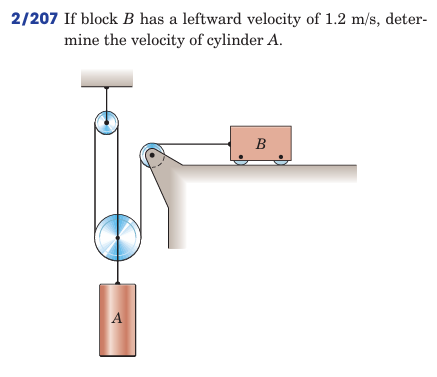 2/207 If block B has a leftward velocity of 1.2 m/s, deter-
mine the velocity of cylinder A.
B
A